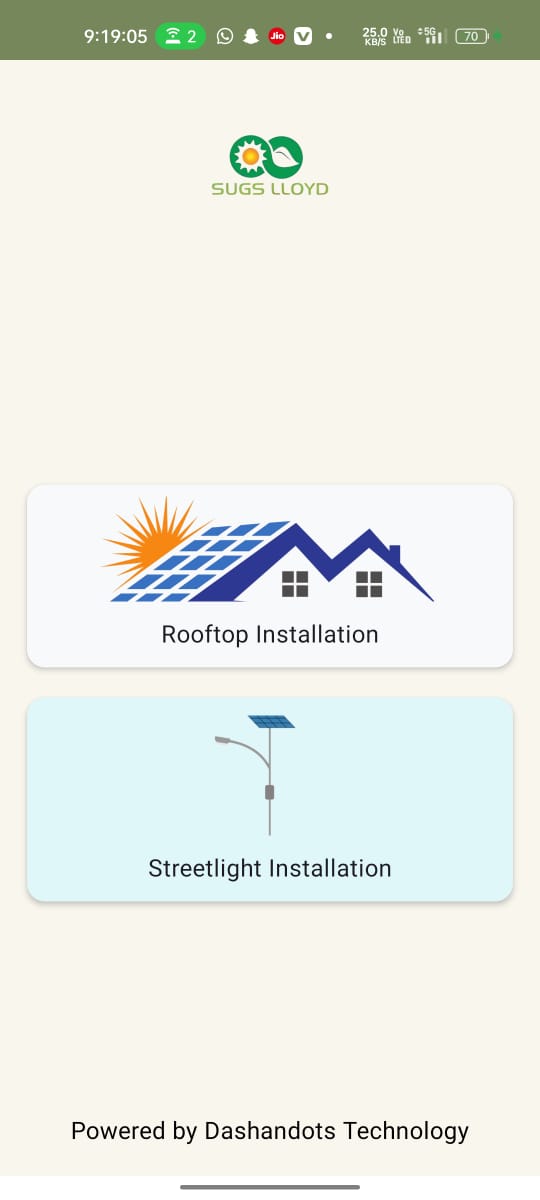 9:19:05 2 Jio V 25.0 KB/S Vo LTE 5G 70
SUGS LLOYD
Rooftop Installation
Streetlight Installation
Powered by Dashandots Technology